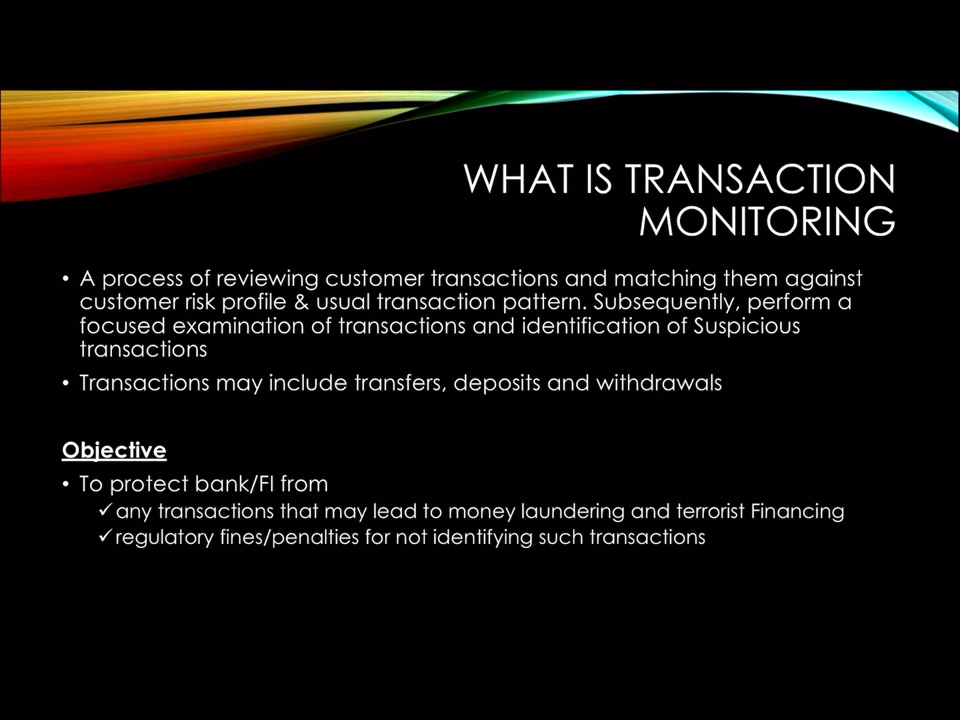 WHAT IS TRANSACTION
MONITORING
• A process of reviewing customer transactions and matching them against
customer risk profile & usual transaction pattern. Subsequently, perform a
focused examination of transactions and identification of Suspicious
transactions
• Transactions may include transfers, deposits and withdrawals
Objective
• To protect bank/FI from
✓any transactions that may lead to money laundering and terrorist Financing
✓regulatory fines/penalties for not identifying such transactions